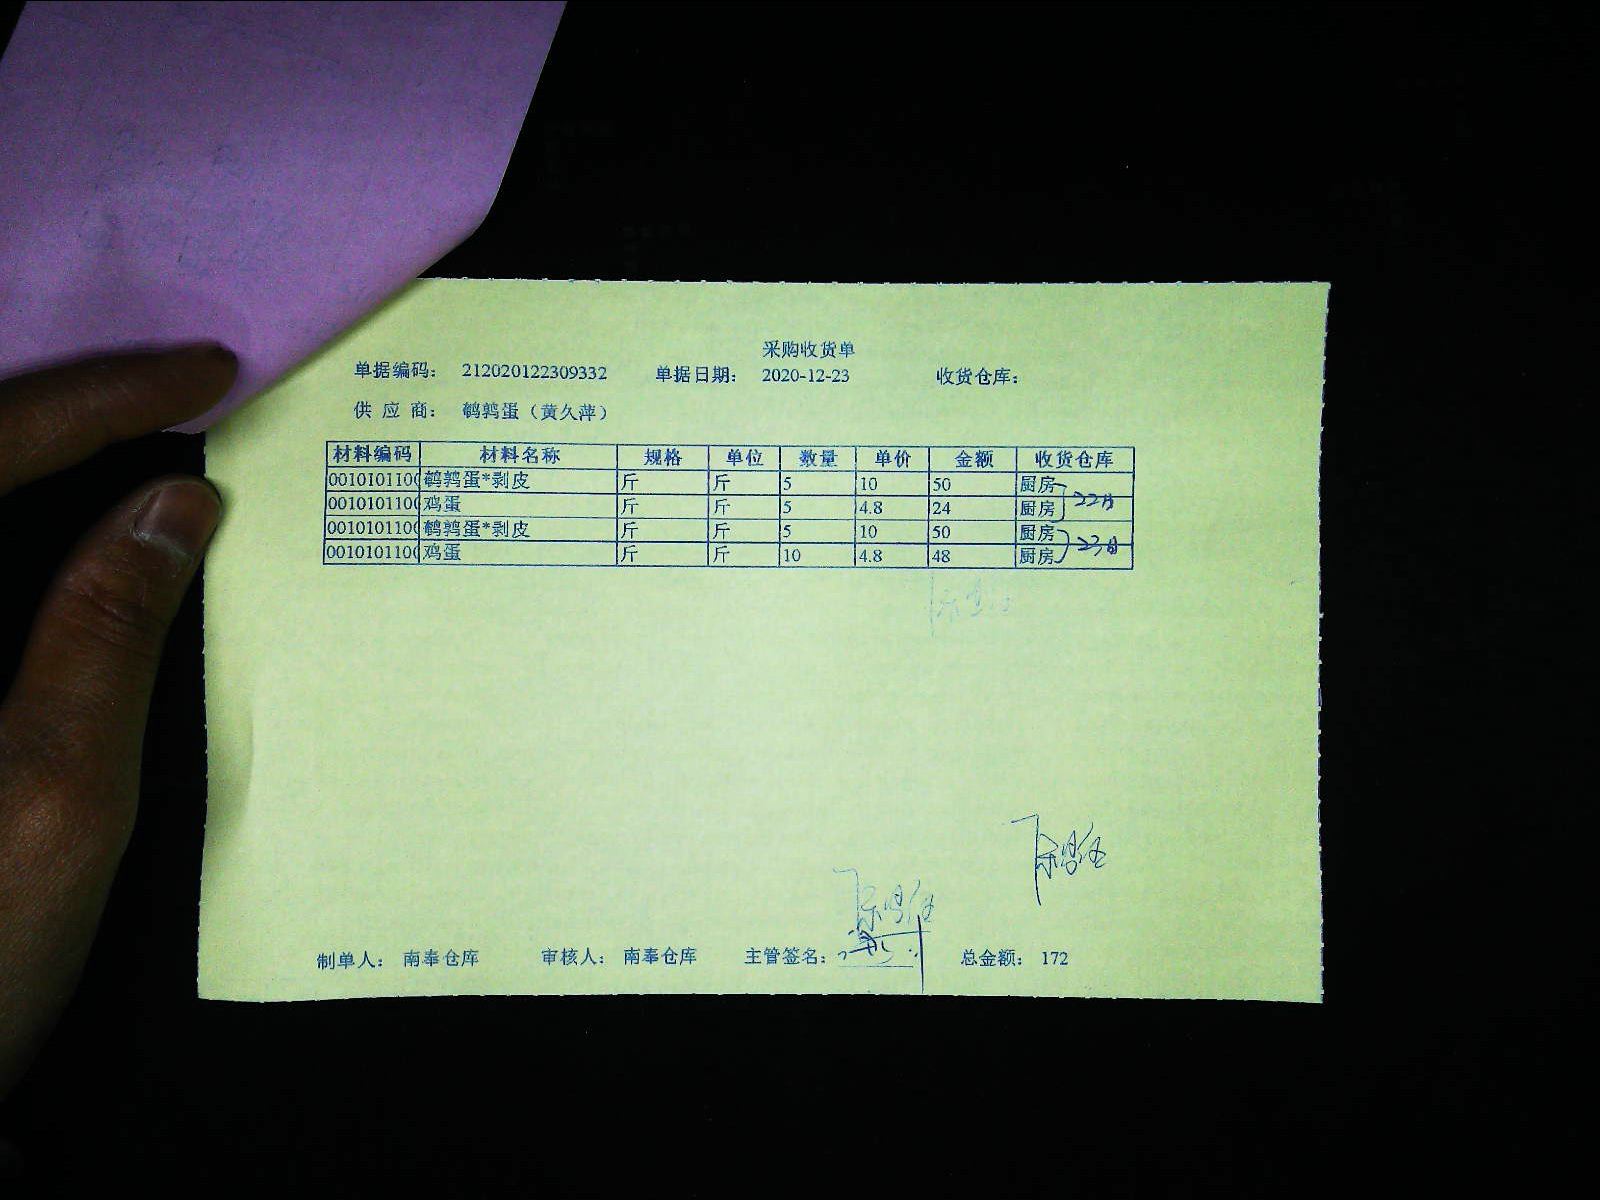 采购收货单
单据编码： 212020122309332 单据日期： 2020-12-23 收货仓库：
供 应 商： 鹌鹑蛋（黄久萍）
材料编码 材料名称 规格 单位 数量 单价 金额 收货仓库
0010101100 鹌鹑蛋*剥皮 斤 斤 5 10 50 厨房
0010101100 鸡蛋 斤 斤 5 4.8 24 厨房
22日
0010101100 鹌鹑蛋*剥皮 斤 斤 5 10 50 厨房
0010101100 鸡蛋 斤 斤 10 4.8 48 厨房
23日
制单人： 南奉仓库 审核人： 南奉仓库 主管签名： 总金额： 172